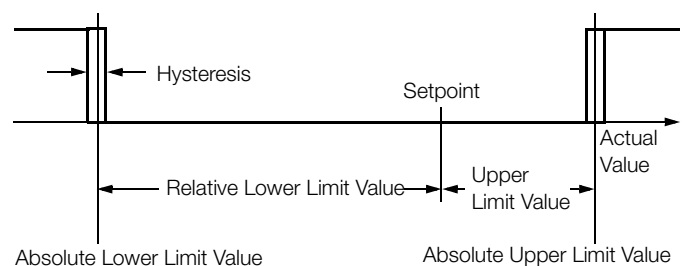 Hysteresis
Setpoint
Actual
Value
Relative Lower Limit Value
Upper
Limit Value
Absolute Lower Limit Value
Absolute Upper Limit Value